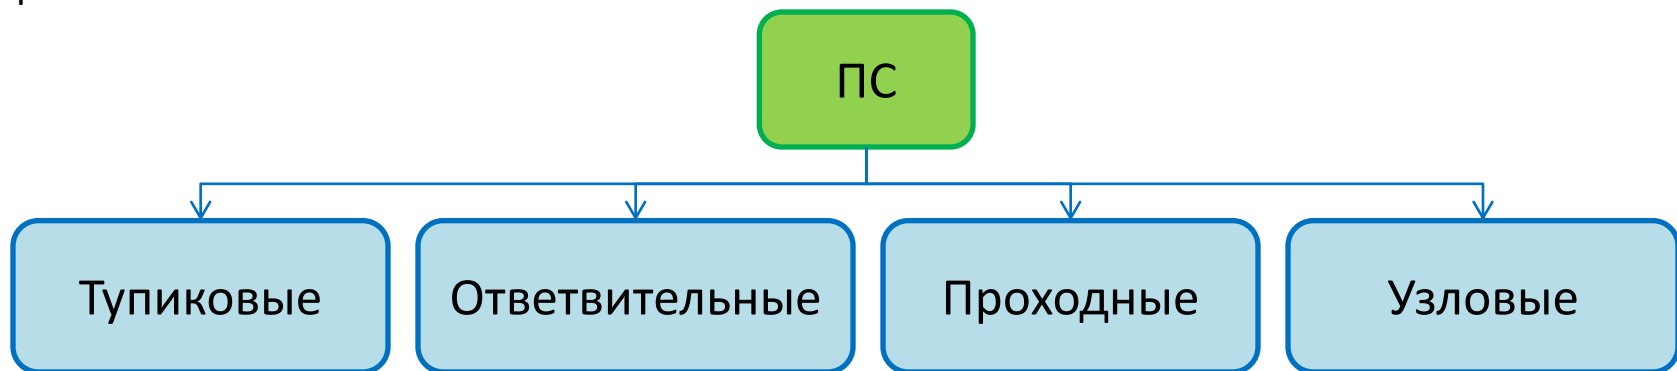 ПС
Тупиковые
Ответвительные
Проходные
Узловые